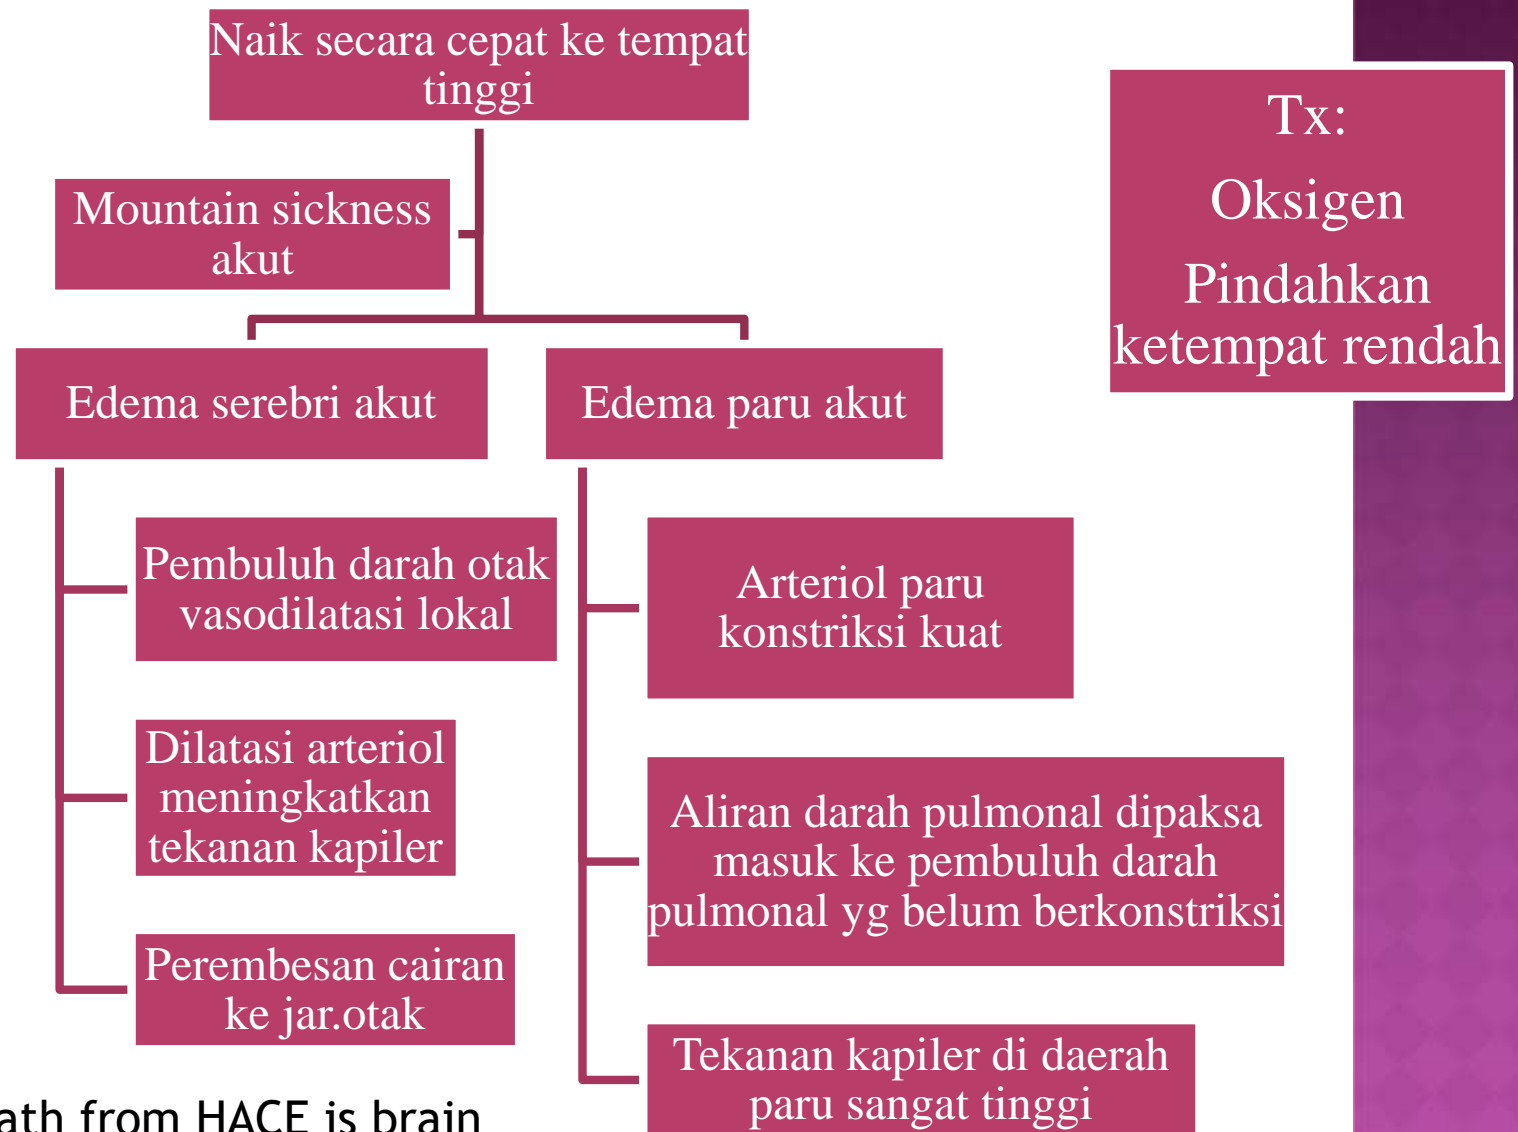 Naik secara cepat ke tempat
tinggi
Mountain sickness
akut
Tx:
Oksigen
Pindahkan
ketempat rendah
Edema serebri akut
Edema paru akut
Pembuluh darah otak
vasodilatasi lokal
Dilatasi arteriol
meningkatkan
tekanan kapiler
Perembesan cairan
ke jar.otak
Arteriol paru
konstriksi kuat
Aliran darah pulmonal dipaksa
masuk ke pembuluh darah
pulmonal yg belum berkonstriksi
Tekanan kapiler di daerah
paru sangat tinggi
from HACE is brain